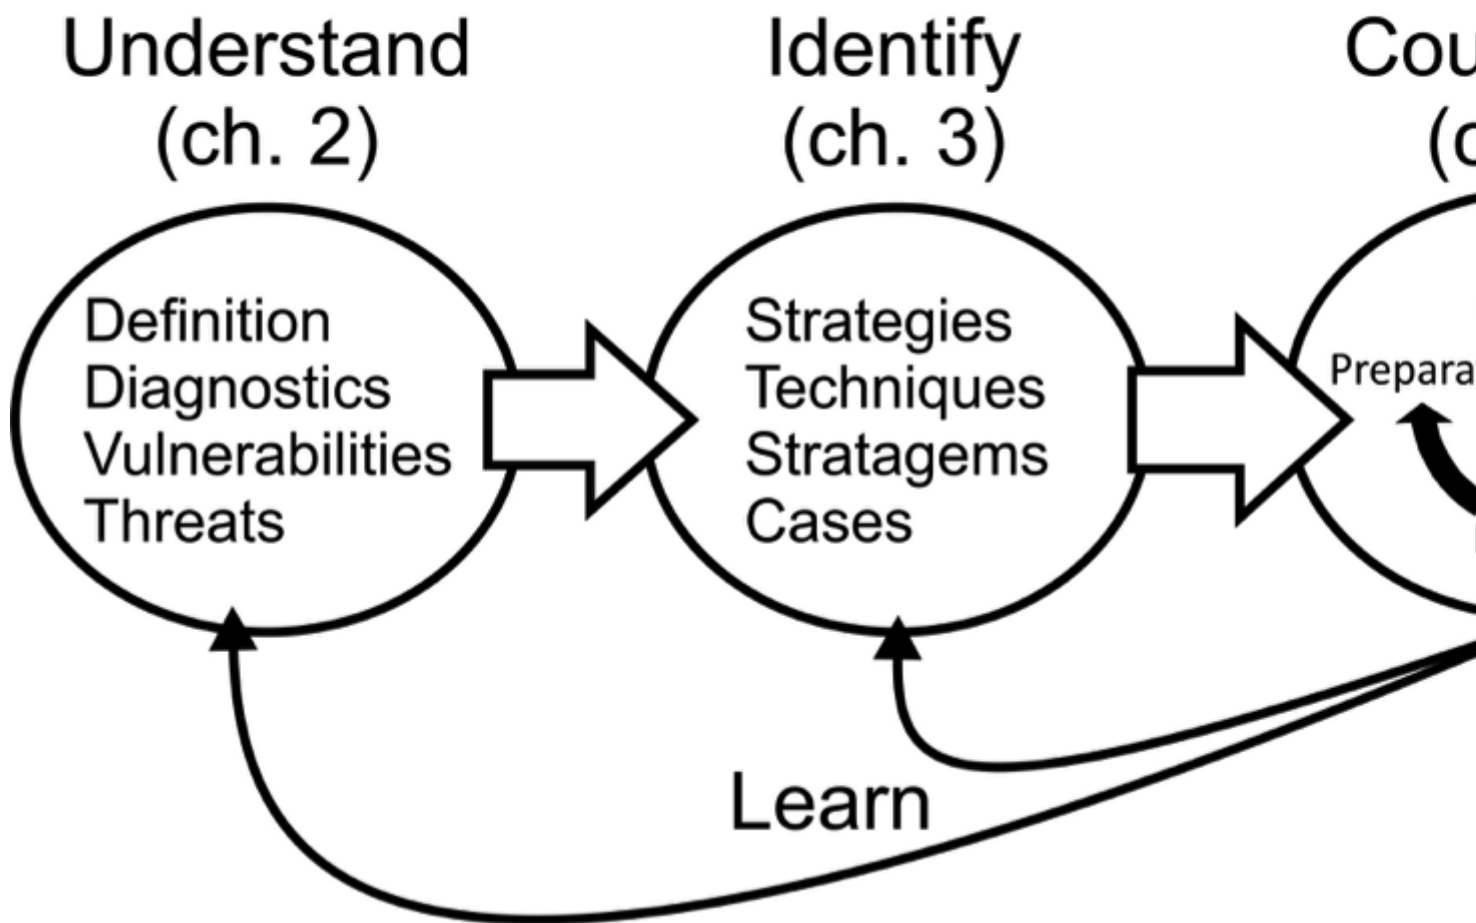 Understand
(ch. 2)
Identify
(ch. 3)
Definition
Diagnostics
Vulnerabilities
Threats
Strategies
Techniques
Stratagems
Cases
Learn